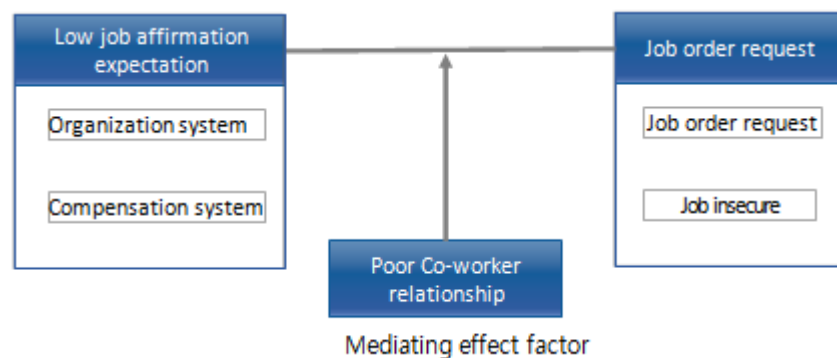 Low job affirmation
expectation
Organization system
Compensation system
Job order request
Job order request
Job insecure
Poor Co-worker
relationship
Mediating effect factor